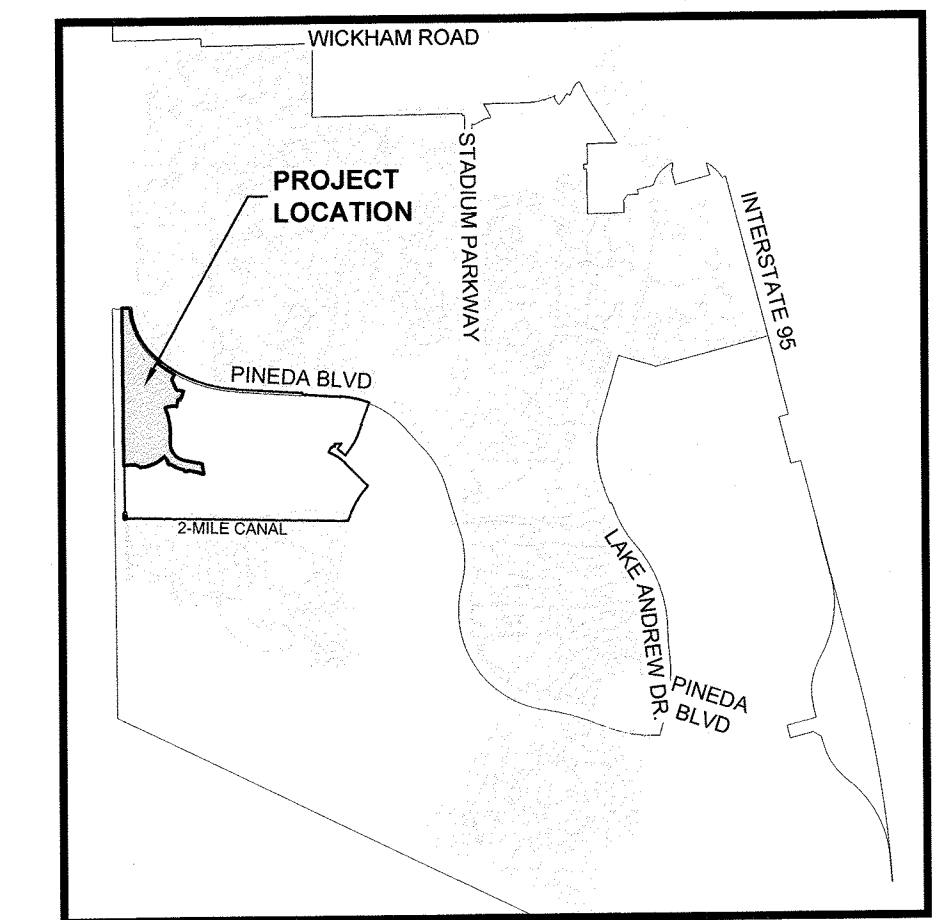 WICKHAM ROAD
STADIUM PARKWAY
PROJECT
LOCATION
INTERSTATE 95
PINEDA BLVD
2-MILE CANAL
LAKE ANDREW DR.
PINEDA
BLVD